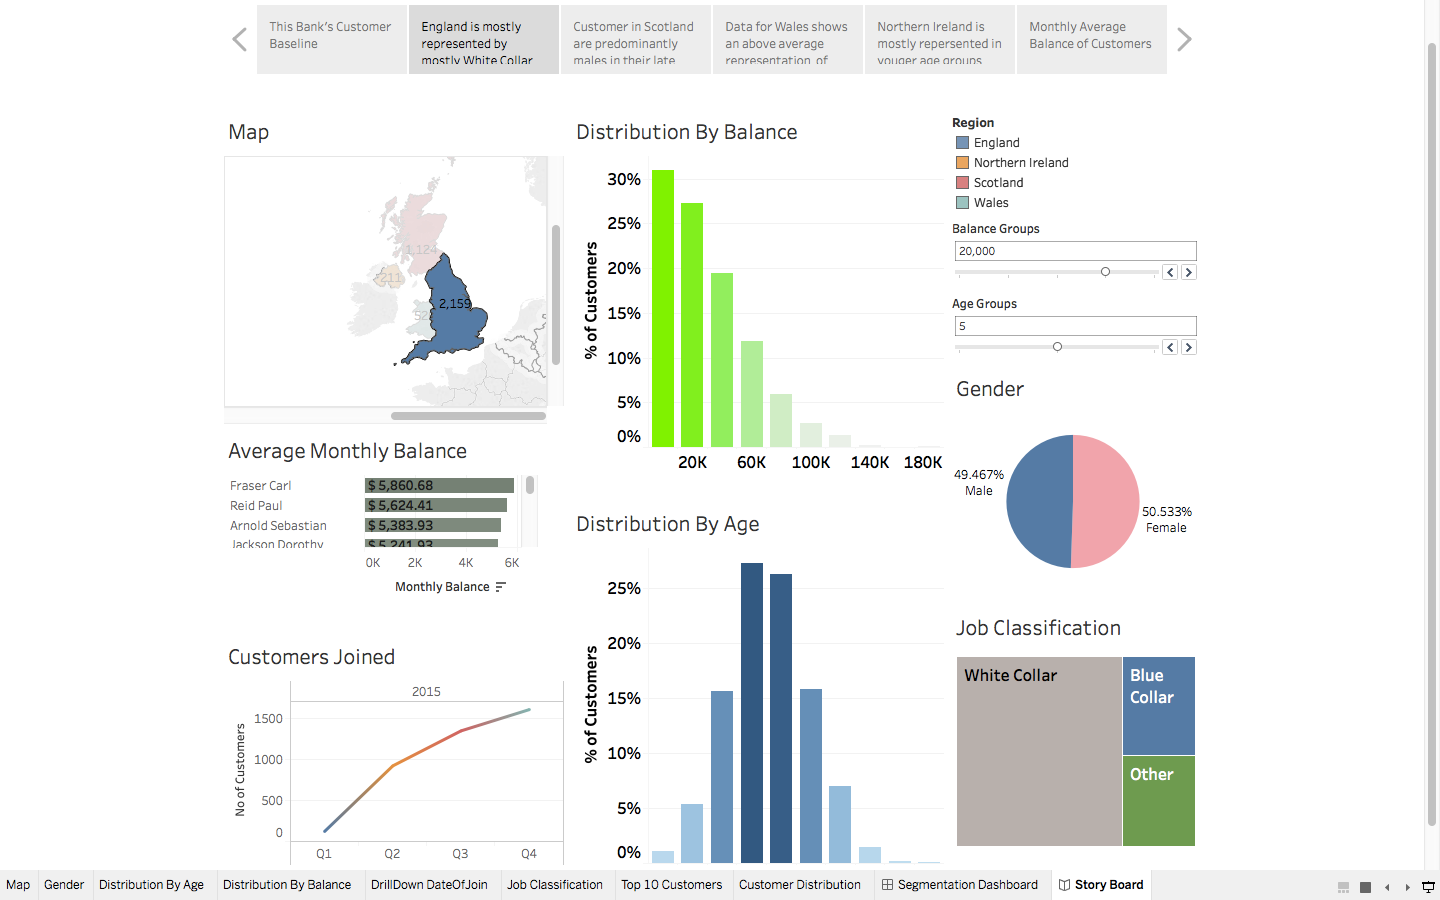 This Bank's Customer
Baseline
England is mostly
represented by
mostly White Collar
Customer in Scotland
are predominantly
males in their late
Data for Wales shows
an above average
representation of
Northern Ireland is
mostly repersented in
youger age groups
Monthly Average
Balance of Customers
Map
1,124
211
2,159
Average Monthly Balance
Fraser Carl
$ 5,860.68
Reid Paul
$ 5,624.41
Arnold Sebastian
$ 5,383.93
Jackson Dorothy
$ 5,241.93
0K
2K
4K
6K
Monthly Balance
Customers Joined
2015
No of Customers
1500
1000
500
0
Q1
Q2
Q3
Q4
Distribution By Balance
% of Customers
30%
25%
20%
15%
10%
5%
0%
20K
60K
100K
140K
180K
Distribution By Age
% of Customers
25%
20%
15%
10%
5%
0%
Region
England
Northern Ireland
Scotland
Wales
Balance Groups
20,000
Age Groups
5
Gender
49.467%
Male
50.533%
Female
Job Classification
White Collar
Blue
Collar
Other
Map
Gender
Distribution By Age
Distribution By Balance
DrillDown DateOfJoin
Job Classification
Top 10 Customers
Customer Distribution
Segmentation Dashboard
Story Board